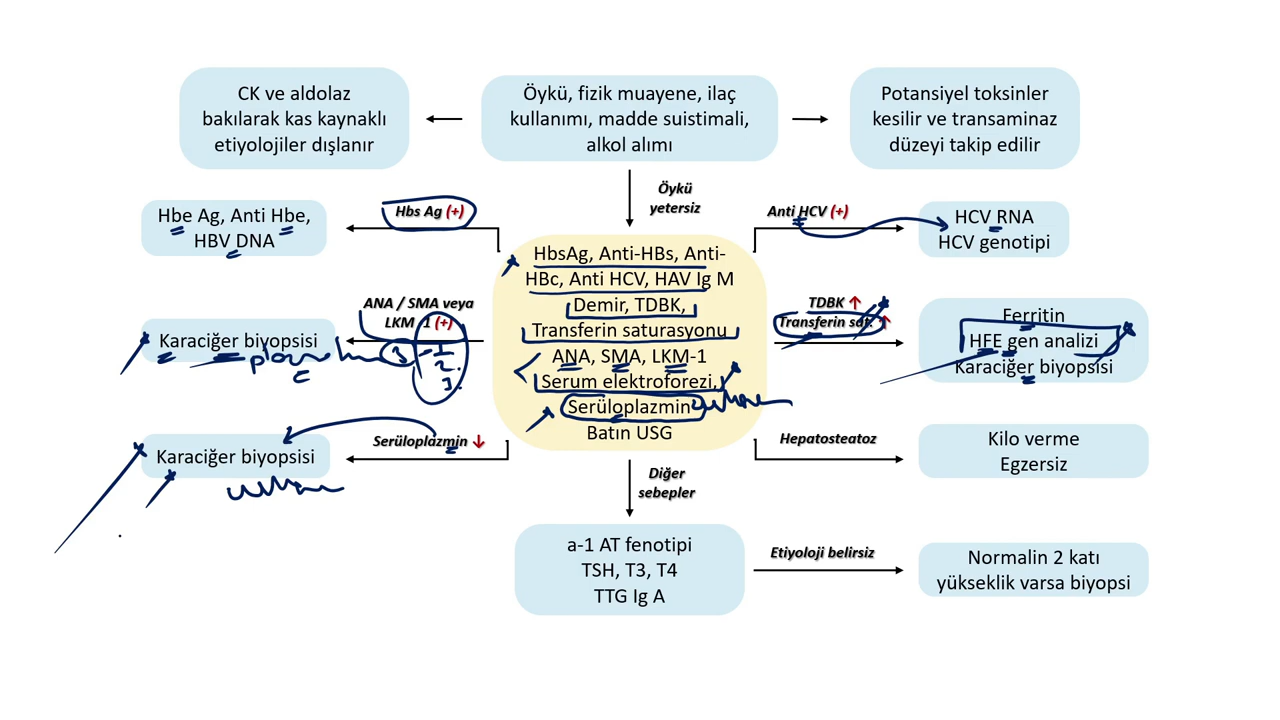 CK ve aldolaz
bakılarak kas kaynaklı
etiyolojiler dışlanır
Öykü, fizik muayene, ilaç
kullanımı, madde suistimali,
alkol alımı
Potansiyel toksinler
kesilir ve transaminaz
düzeyi takip edilir
Öykü
yetersiz
Hbe Ag, Anti Hbe,
HBV DNA
Hbs Ag (+)
Anti HCV (+)
HCV RNA
HCV genotipi
HbsAg, Anti-HBs, Anti-
HBc, Anti HCV, HAV Ig M
Demir, TDBK,
Transferin saturasyonu
ANA, SMA, LKM-1
Serum elektroforezi,
Serüloplazmin
Batın USG
ANA / SMA veya
LKM 1 (+)
Karaciğer biyopsisi
1
2.
3.
TDBK ↑
Transferin sat. ↑
Ferritin
HFE gen analizi
Karaciğer biyopsisi
Serüloplazmin ↓
Karaciğer biyopsisi
Hepatosteatoz
Kilo verme
Egzersiz
Diğer
sebepler
a-1 AT fenotipi
TSH, T3, T4
TTG Ig A
Etiyoloji belirsiz
Normalin 2 katı
yükseklik varsa biyopsi